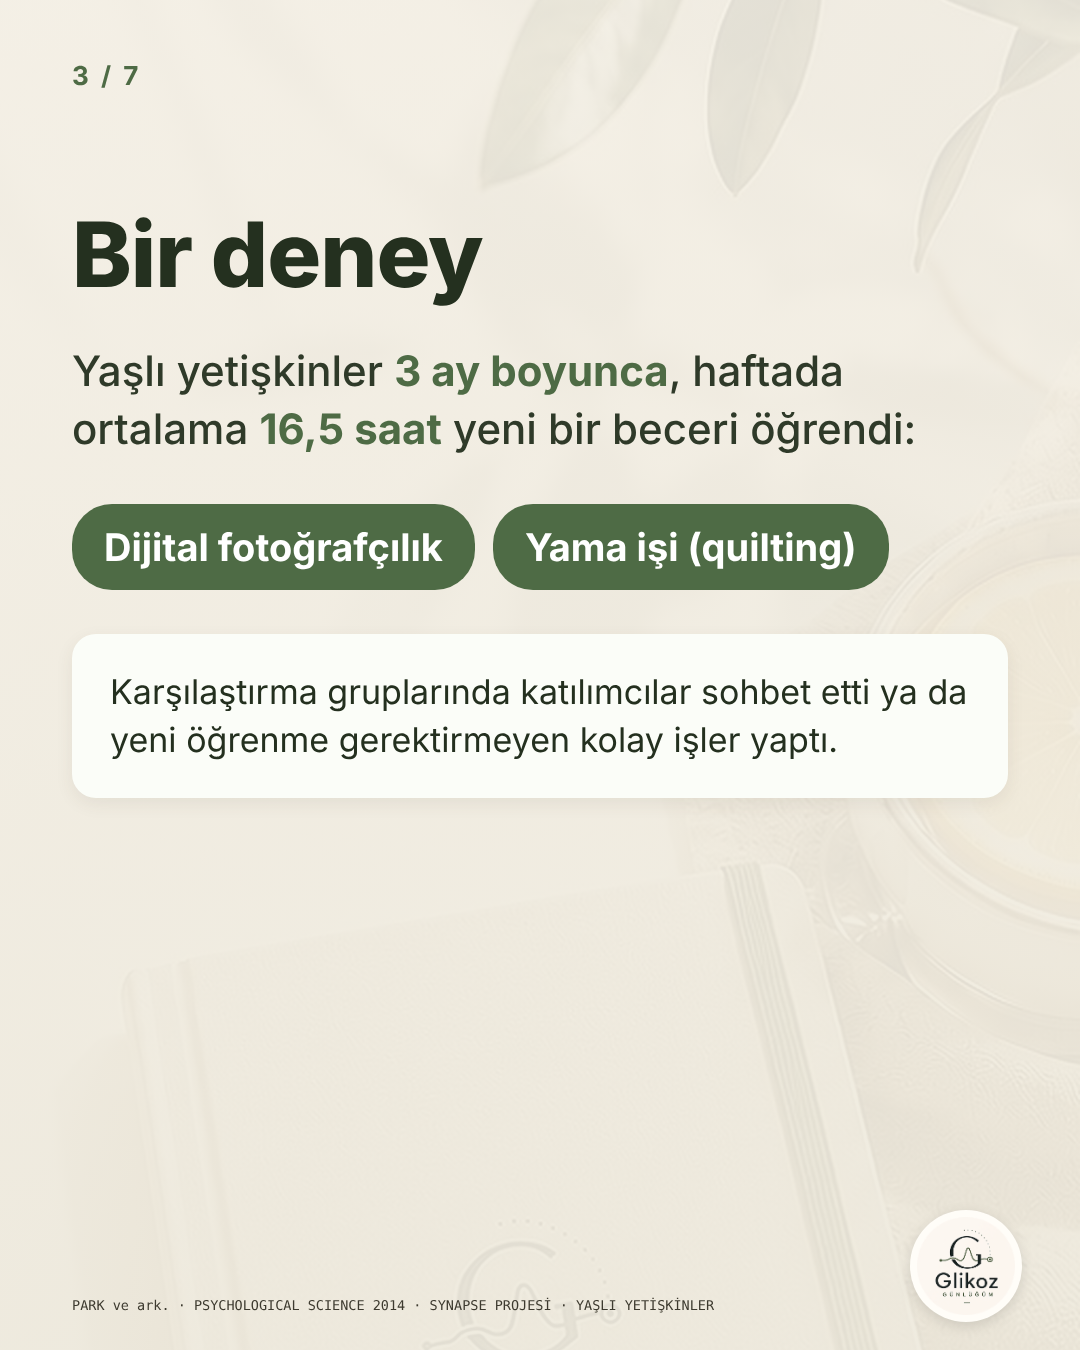 3 / 7
Bir deney
Yaşlı yetişkinler 3 ay boyunca, haftada
ortalama 16,5 saat yeni bir beceri öğrendi:
Dijital fotoğrafçılık
Yama işi (quilting)
Karşılaştırma gruplarında katılımcılar sohbet etti ya da
yeni öğrenme gerektirmeyen kolay işler yaptı.
PARK ve ark. · PSYCHOLOGICAL SCIENCE 2014 · SYNAPSE PROJESİ · YAŞLI YETİŞKİNLER
G
Glikoz
GÜNLÜĞÜM